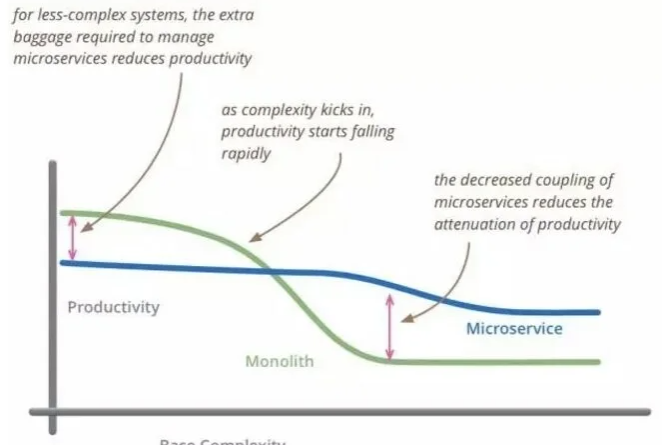 for less-complex systems, the extra
baggage required to manage
microservices reduces productivity
as complexity kicks in,
productivity starts falling
rapidly
the decreased coupling of
microservices reduces the
attenuation of productivity
Productivity
Microservice
Monolith
Base Complexity